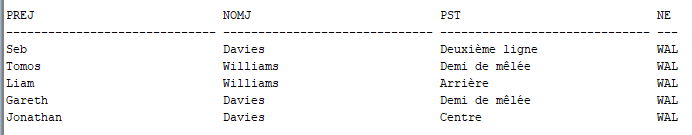 PREJ NOMJ PST NE
------------------------------ ------------------------------ ------------------------------ ---
Seb Davies Deuxième ligne WAL
Tomos Williams Demi de mêlée WAL
Liam Williams Arrière WAL
Gareth Davies Demi de mêlée WAL
Jonathan Davies Centre WAL